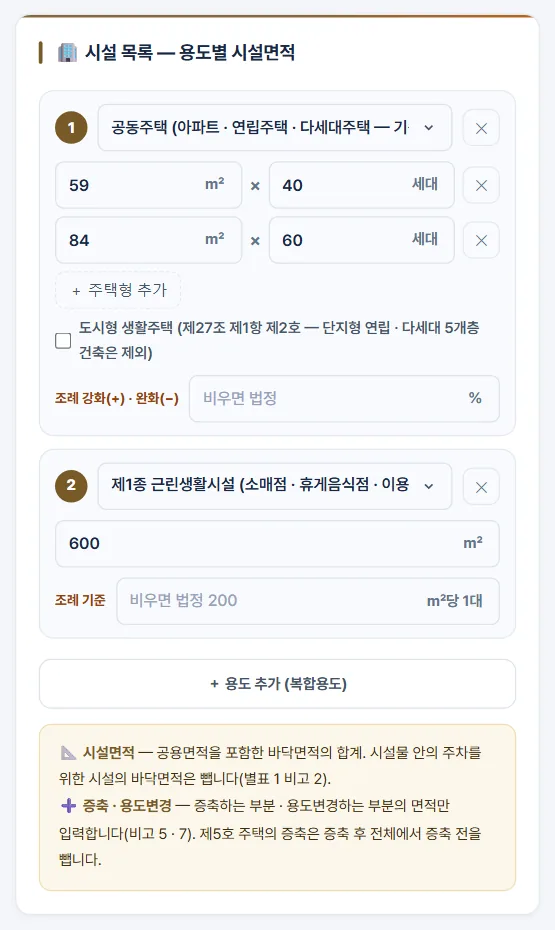 시설 목록 — 용도별 시설면적
1 공동주택 (아파트 · 연립주택 · 다세대주택 — 기
59 m² × 40 세대
84 m² × 60 세대
+ 주택형 추가
도시형 생활주택 (제27조 제1항 제2호 — 단지형 연립 · 다세대 5개층
건축은 제외)
조례 강화(+) · 완화(−) 비우면 법정 %
2 제1종 근린생활시설 (소매점 · 휴게음식점 · 이용
600 m²
조례 기준 비우면 법정 200 m²당 1대
+ 용도 추가 (복합용도)
시설면적 — 공용면적을 포함한 바닥면적의 합계. 시설물 안의 주차를
위한 시설의 바닥면적은 뺍니다(별표 1 비고 2).
증축 · 용도변경 — 증축하는 부분 · 용도변경하는 부분의 면적만
입력합니다(비고 5 · 7). 제5호 주택의 증축은 증축 후 전체에서 증축 전을
뺍니다.